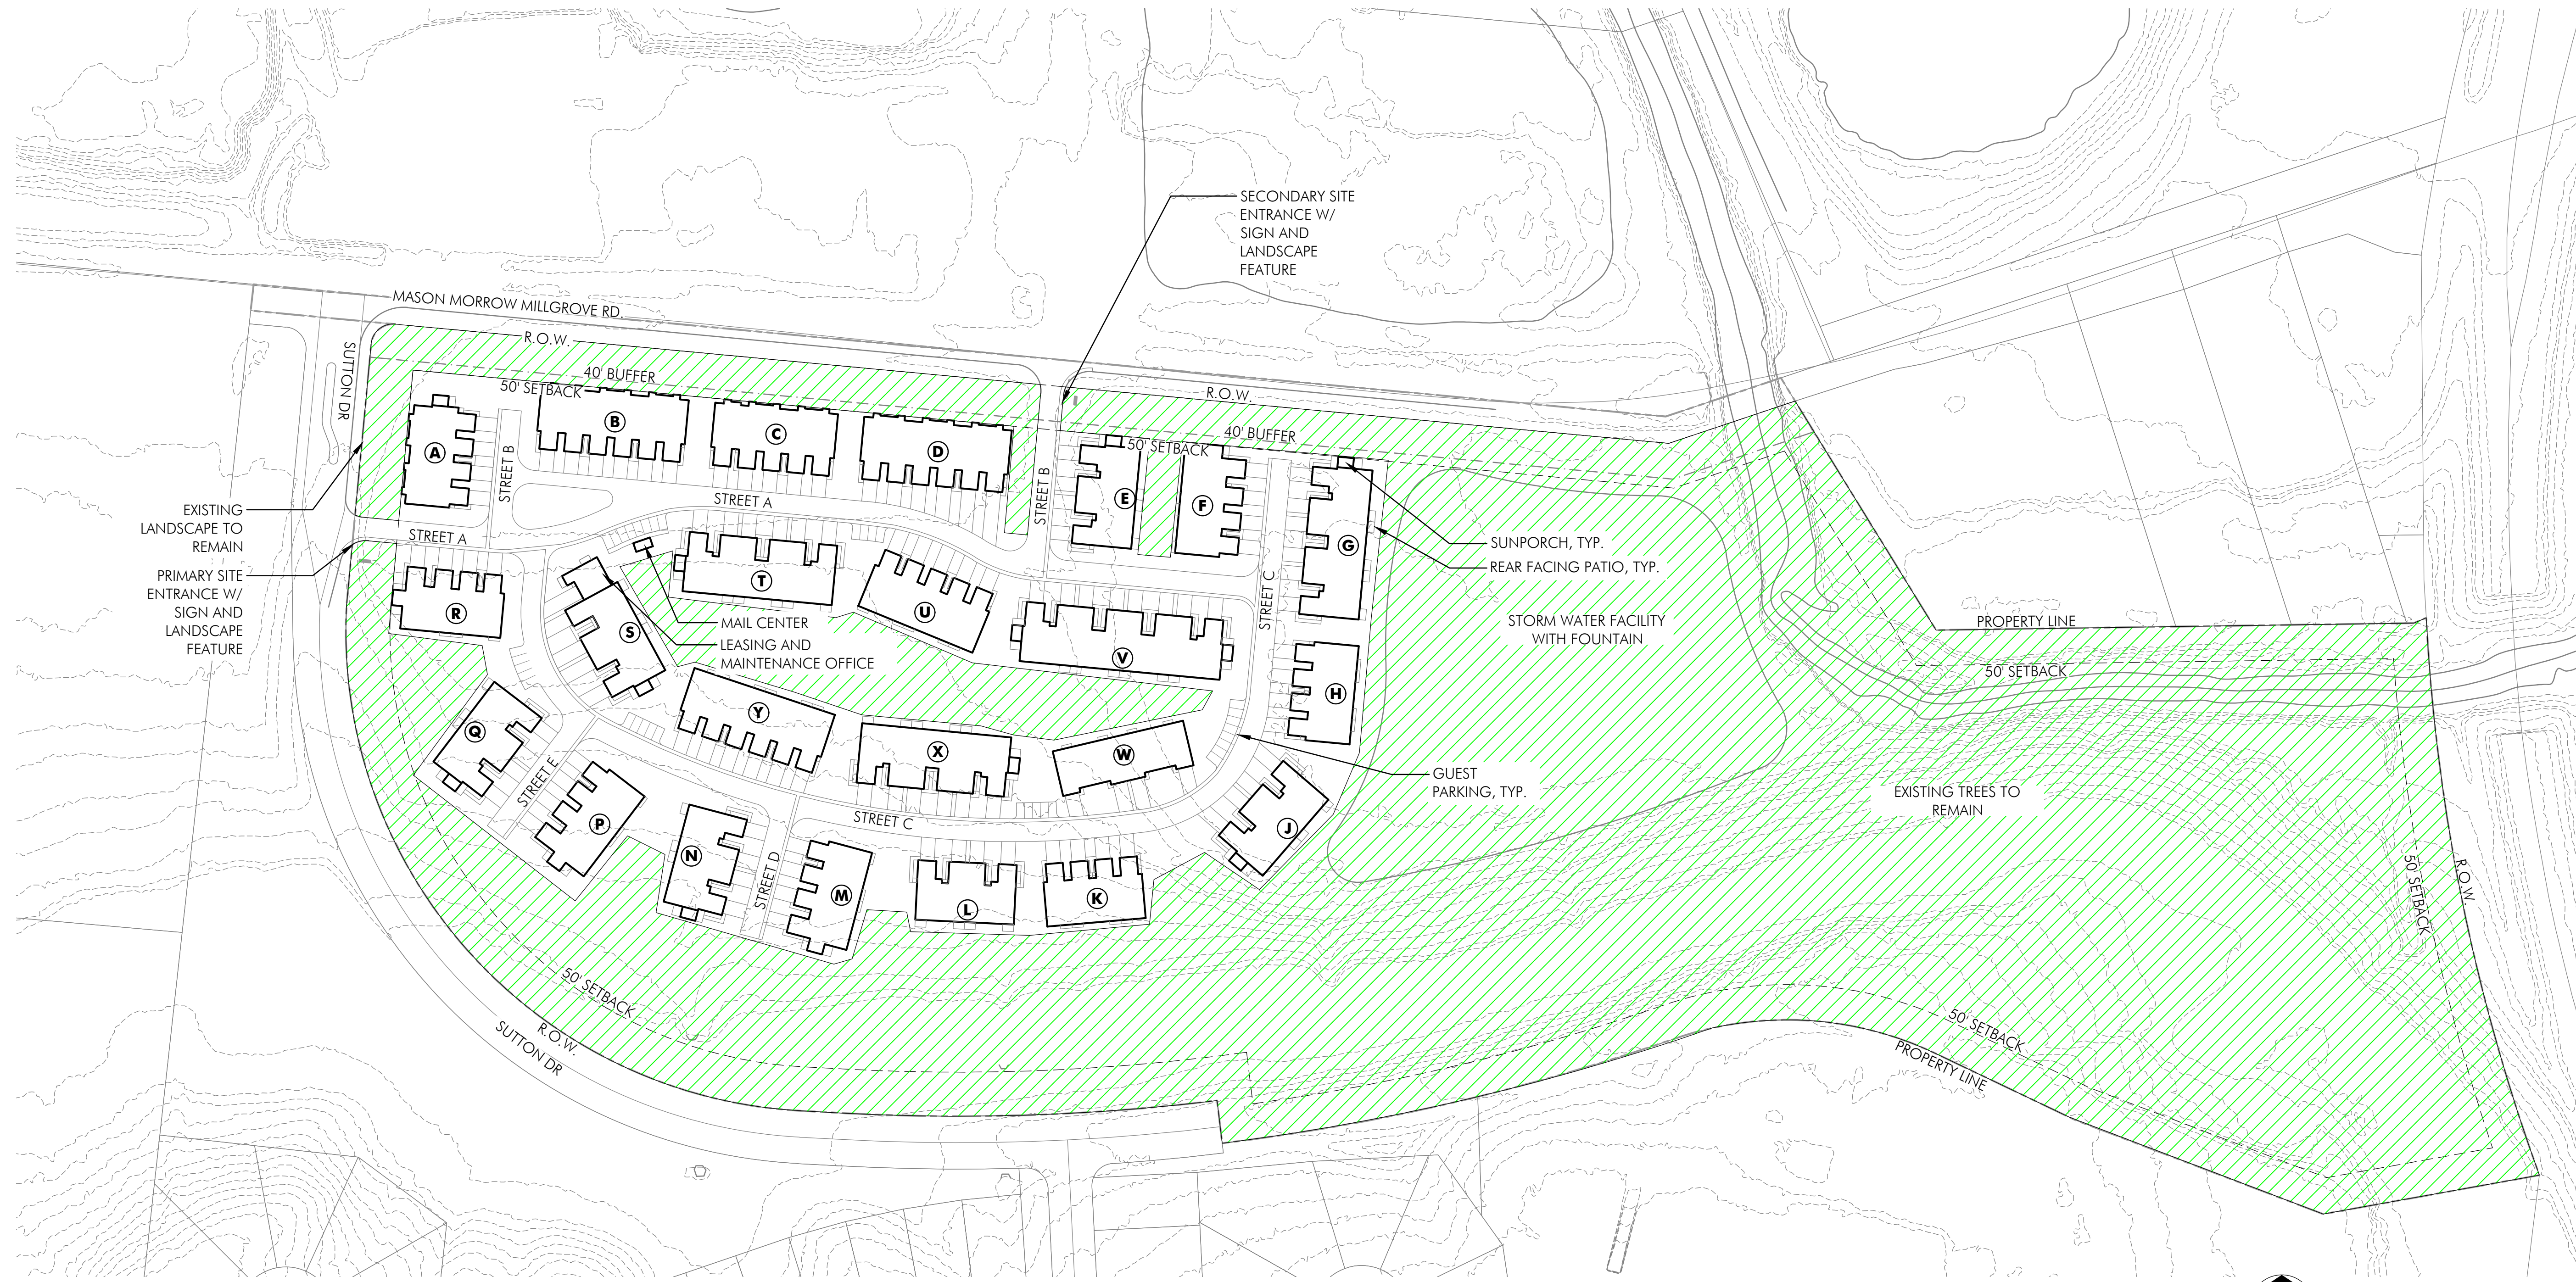 SECONDARY SITE
ENTRANCE W/
SIGN AND
LANDSCAPE
FEATURE
MASON MORROW MILLGROVE RD.
R.O.W.
SUTTON DR
40' BUFFER
50' SETBACK
R.O.W.
40' BUFFER
50' SETBACK
A
B
C
D
E
F
G
STREET B
STREET A
STREET B
STREET C
EXISTING
LANDSCAPE TO
REMAIN
STREET A
SUNPORCH, TYP.
REAR FACING PATIO, TYP.
PRIMARY SITE
ENTRANCE W/
SIGN AND
LANDSCAPE
FEATURE
R
S
T
U
V
H
MAIL CENTER
LEASING AND
MAINTENANCE OFFICE
STORM WATER FACILITY
WITH FOUNTAIN
PROPERTY LINE
50' SETBACK
Q
Y
X
W
J
GUEST
PARKING, TYP.
EXISTING TREES TO
REMAIN
STREET E
P
STREET C
N
STREET D
M
L
K
50' SETBACK
R.O.W.
50' SETBACK
R.O.W.
SUTTON DR
50' SETBACK
PROPERTY LINE